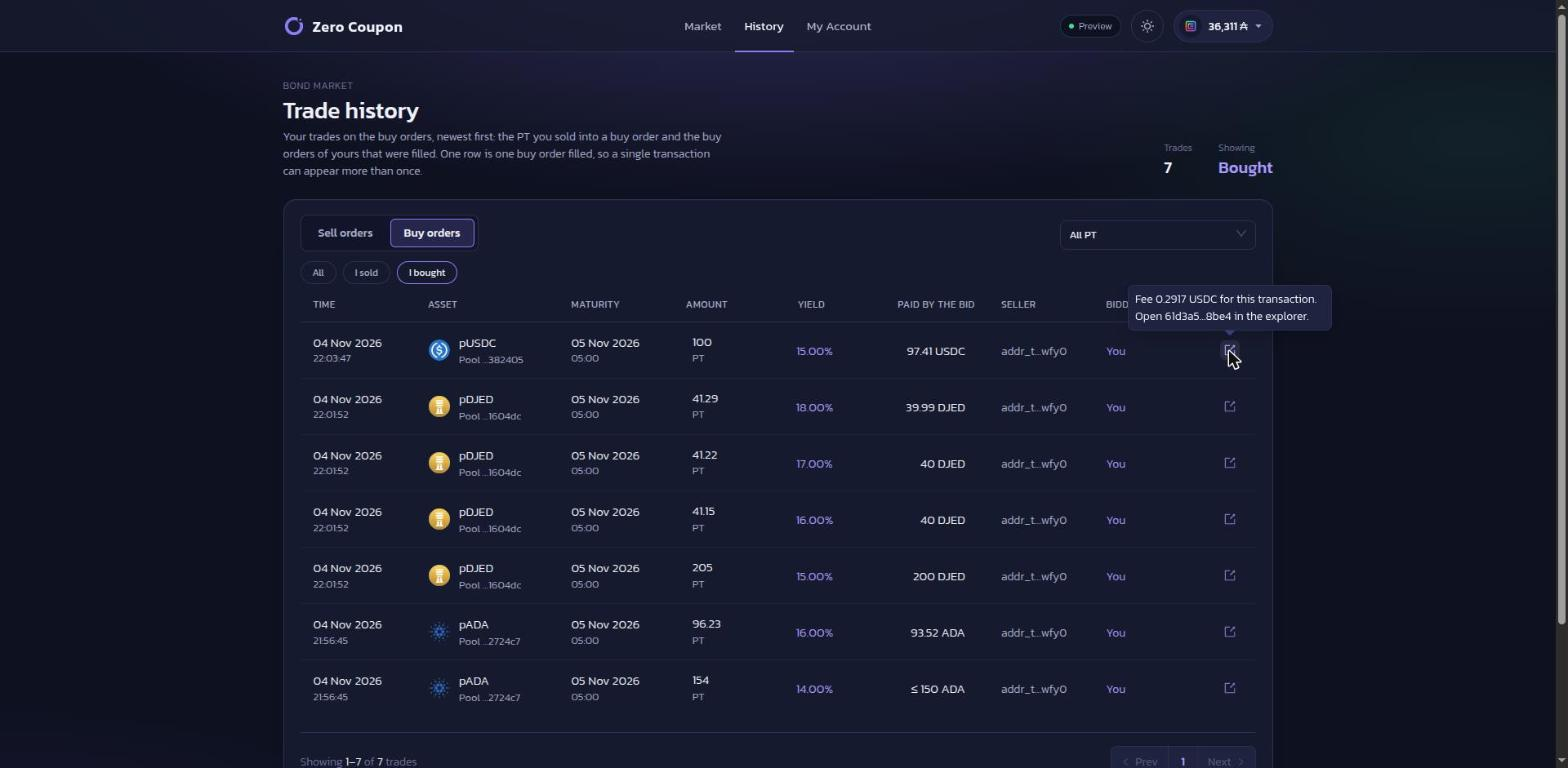 Zero Coupon
Market
History
My Account
Preview
36,311 ₳
BOND MARKET
Trade history
Your trades on the buy orders, newest first: the PT you sold into a buy order and the buy
orders of yours that were filled. One row is one buy order filled, so a single transaction
can appear more than once.
Trades
7
Showing
Bought
Sell orders
Buy orders
All PT
All
I sold
I bought
Fee 0.2917 USDC for this transaction.
Open 61d3a5...8be4 in the explorer.
TIME ASSET MATURITY AMOUNT YIELD PAID BY THE BID SELLER BIDD
04 Nov 2026 pUSDC 05 Nov 2026 100 15.00% 97.41 USDC addr_t...wfy0 You
22:03:47 Pool ...382405 05:00 PT
04 Nov 2026 pDJED 05 Nov 2026 41.29 18.00% 39.99 DJED addr_t...wfy0 You
22:01:52 Pool ...1604dc 05:00 PT
04 Nov 2026 pDJED 05 Nov 2026 41.22 17.00% 40 DJED addr_t...wfy0 You
22:01:52 Pool ...1604dc 05:00 PT
04 Nov 2026 pDJED 05 Nov 2026 41.15 16.00% 40 DJED addr_t...wfy0 You
22:01:52 Pool ...1604dc 05:00 PT
04 Nov 2026 pDJED 05 Nov 2026 205 15.00% 200 DJED addr_t...wfy0 You
22:01:52 Pool ...1604dc 05:00 PT
04 Nov 2026 pADA 05 Nov 2026 96.23 16.00% 93.52 ADA addr_t...wfy0 You
21:56:45 Pool ...2724c7 05:00 PT
04 Nov 2026 pADA 05 Nov 2026 154 14.00% ≤ 150 ADA addr_t...wfy0 You
21:56:45 Pool ...2724c7 05:00 PT
Showing 1–7 of 7 trades
Prev 1 Next